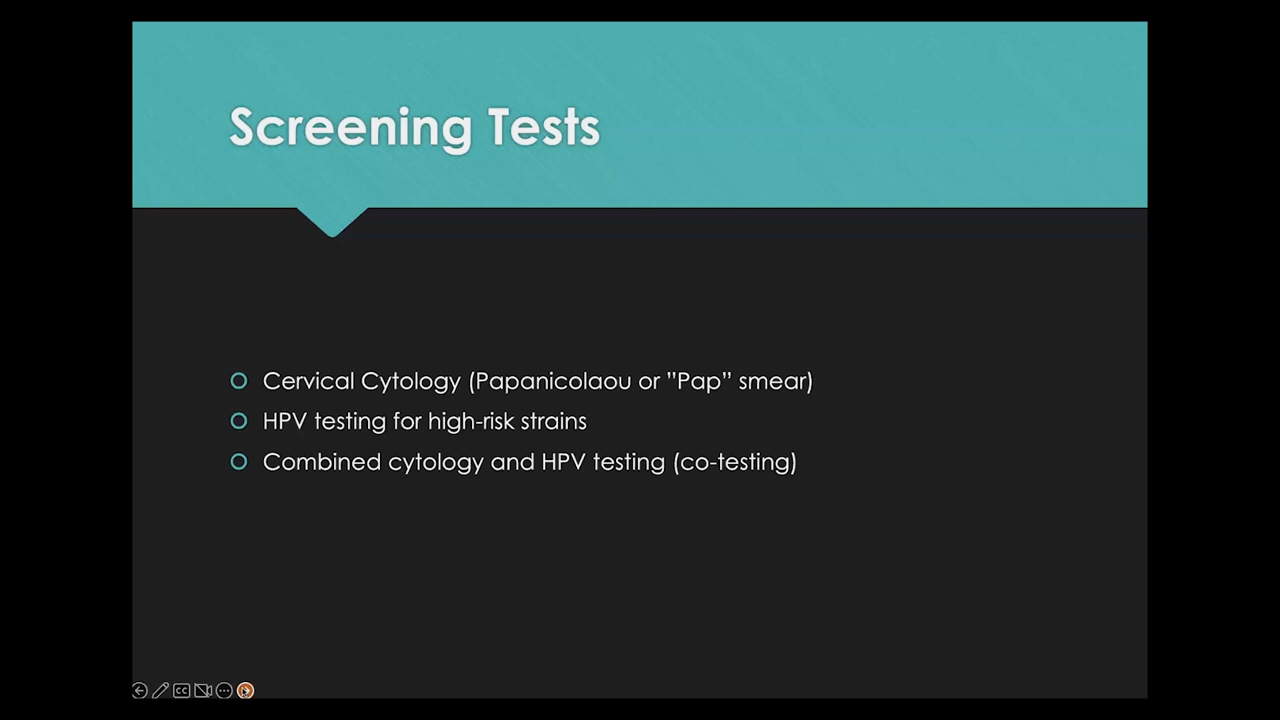 Screening Tests
Cervical Cytology (Papanicolaou or ”Pap” smear)
HPV testing for high-risk strains
Combined cytology and HPV testing (co-testing)
CC